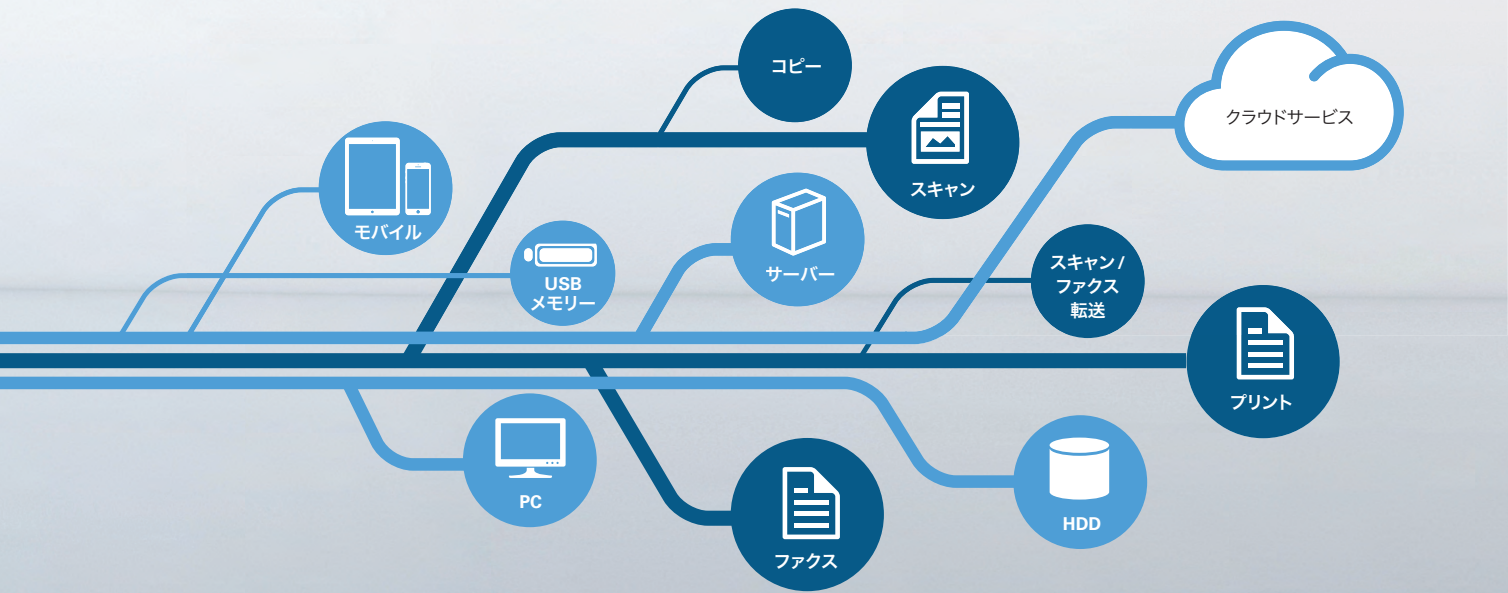 コピー
クラウドサービス
スキャン
モバイル
サーバー
スキャン /
ファクス
転送
USB
メモリー
プリント
PC
HDD
ファクス